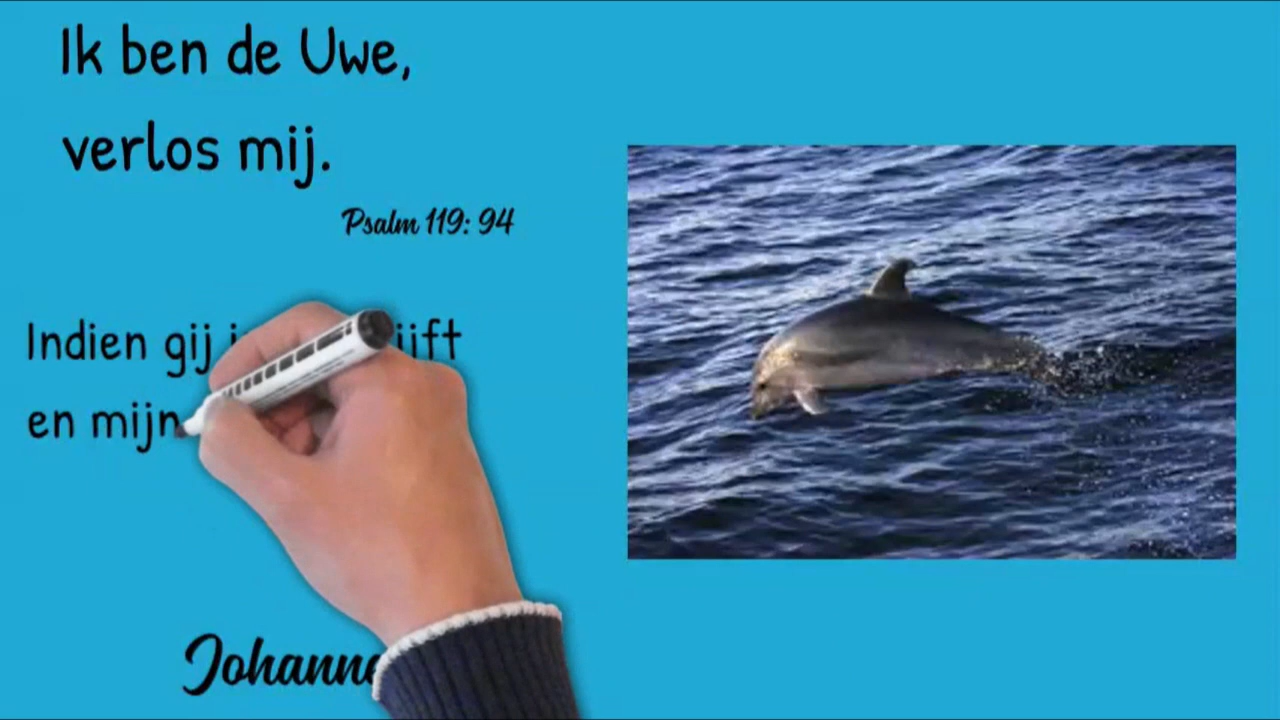 Ik ben de Uwe,
verlos mij.
Psalm 119: 94
Indien gij
en mijn